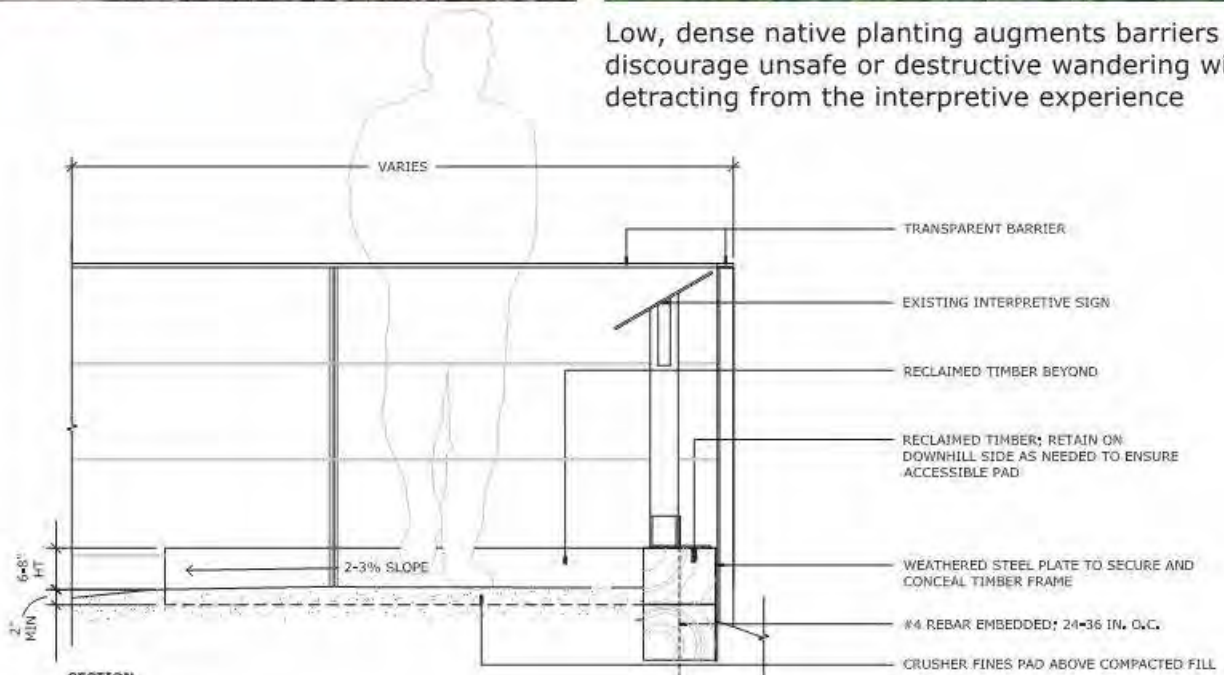 Low, dense native planting augments barriers
discourage unsafe or destructive wandering
detracting from the interpretive experience
VARIES
TRANSPARENT BARRIER
EXISTING INTERPRETIVE SIGN
RECLAIMED TIMBER BEYOND
RECLAIMED TIMBER; RETAIN ON
DOWNHILL SIDE AS NEEDED TO ENSURE
ACCESSIBLE PAD
6-8"
HT
2-3% SLOPE
WEATHERED STEEL PLATE TO SECURE AND
CONCEAL TIMBER FRAME
2"
MIN
#4 REBAR EMBEDDED; 24-36 IN. O.C.
CRUSHER FINES PAD ABOVE COMPACTED FILL
SECTION